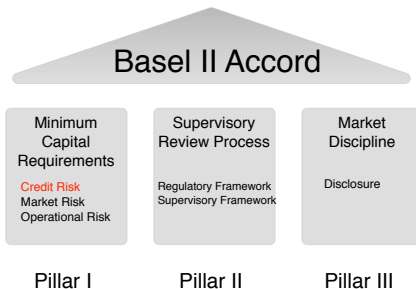 Basel II Accord
Minimum
Capital
Requirements
Credit Risk
Market Risk
Operational Risk
Supervisory
Review Process
Regulatory Framework
Supervisory Framework
Market
Discipline
Disclosure
Pillar I
Pillar II
Pillar III